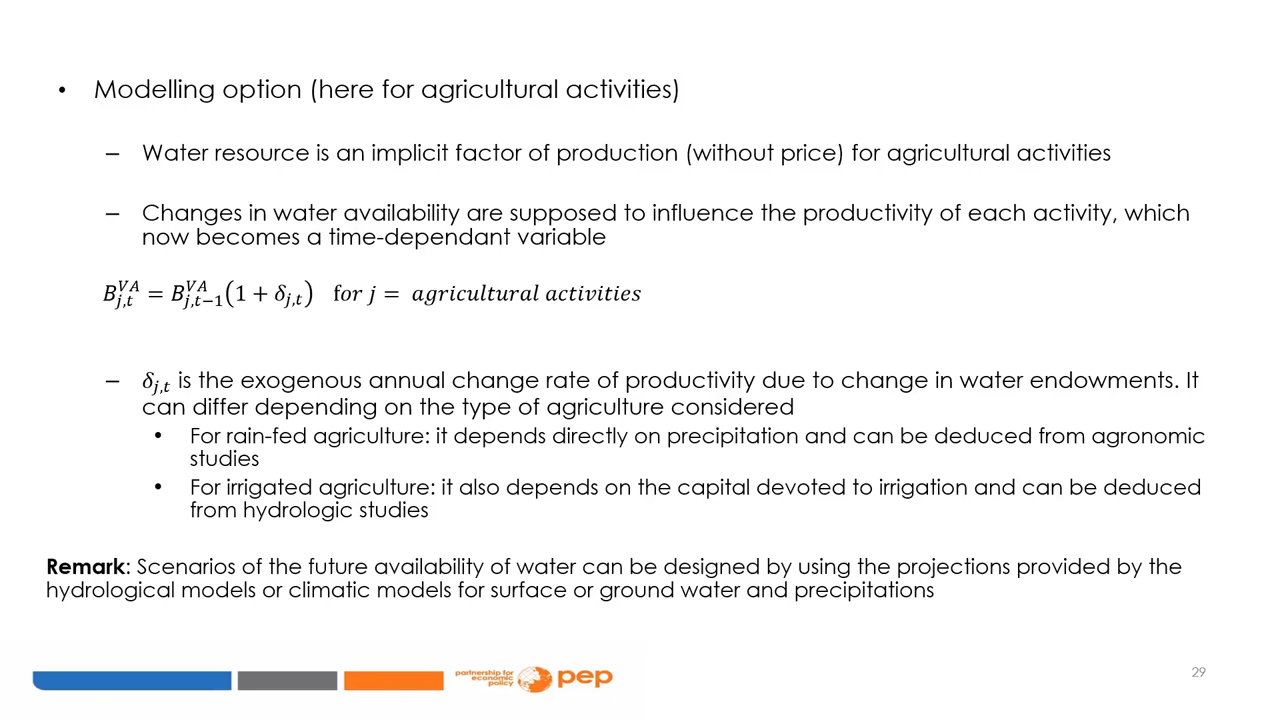 • Modelling option (here for agricultural activities)
– Water resource is an implicit factor of production (without price) for agricultural activities
– Changes in water availability are supposed to influence the productivity of each activity, which
now becomes a time-dependant variable
$B_{j,t}^{VA} = B_{j,t-1}^{VA}(1 + \delta_{j,t})$ for $j =$ agricultural activities
– $\delta_{j,t}$ is the exogenous annual change rate of productivity due to change in water endowments. It
can differ depending on the type of agriculture considered
• For rain-fed agriculture: it depends directly on precipitation and can be deduced from agronomic
studies
• For irrigated agriculture: it also depends on the capital devoted to irrigation and can be deduced
from hydrologic studies
Remark: Scenarios of the future availability of water can be designed by using the projections provided by the
hydrological models or climatic models for surface or ground water and precipitations
partnership for
economic
policy
pep
29